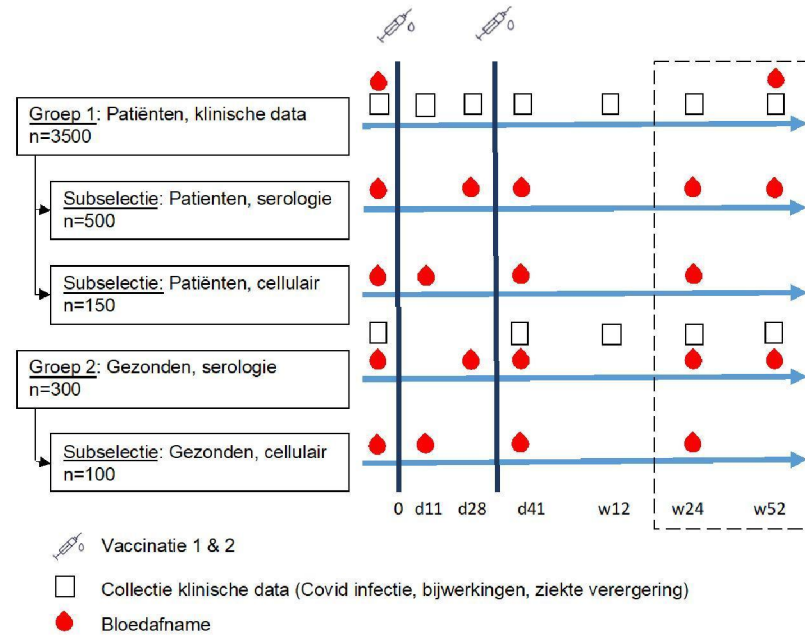 Groep 1: Patiënten, klinische data
n=3500
Subselectie: Patienten, serologie
n=500
Subselectie: Patiënten, cellulair
n=150
Groep 2: Gezonden, serologie
n=300
Subselectie: Gezonden, cellulair
n=100
0 d11 d28 d41 w12 w24 w52
Vaccinatie 1 & 2
Collectie klinische data (Covid infectie, bijwerkingen, ziekte verergering)
Bloedafname